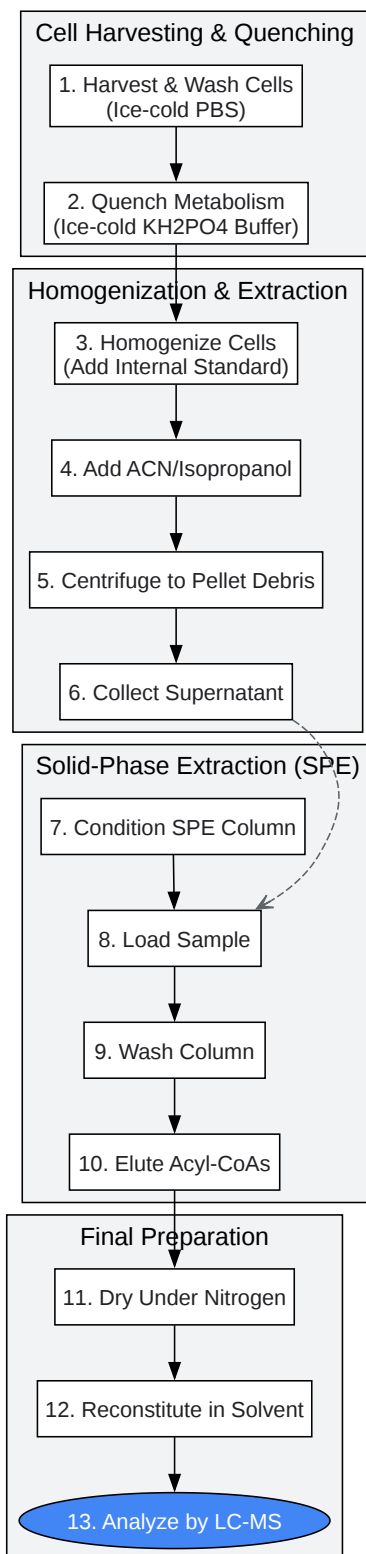 Cell Harvesting & Quenching
1. Harvest & Wash Cells
(Ice-cold PBS)
2. Quench Metabolism
(Ice-cold KH2PO4 Buffer)
Homogenization & Extraction
3. Homogenize Cells
(Add Internal Standard)
4. Add ACN/Isopropanol
5. Centrifuge to Pellet Debris
6. Collect Supernatant
Solid-Phase Extraction (SPE)
7. Condition SPE Column
8. Load Sample
9. Wash Column
10. Elute Acyl-CoAs
Final Preparation
11. Dry Under Nitrogen
12. Reconstitute in Solvent
13. Analyze by LC-MS